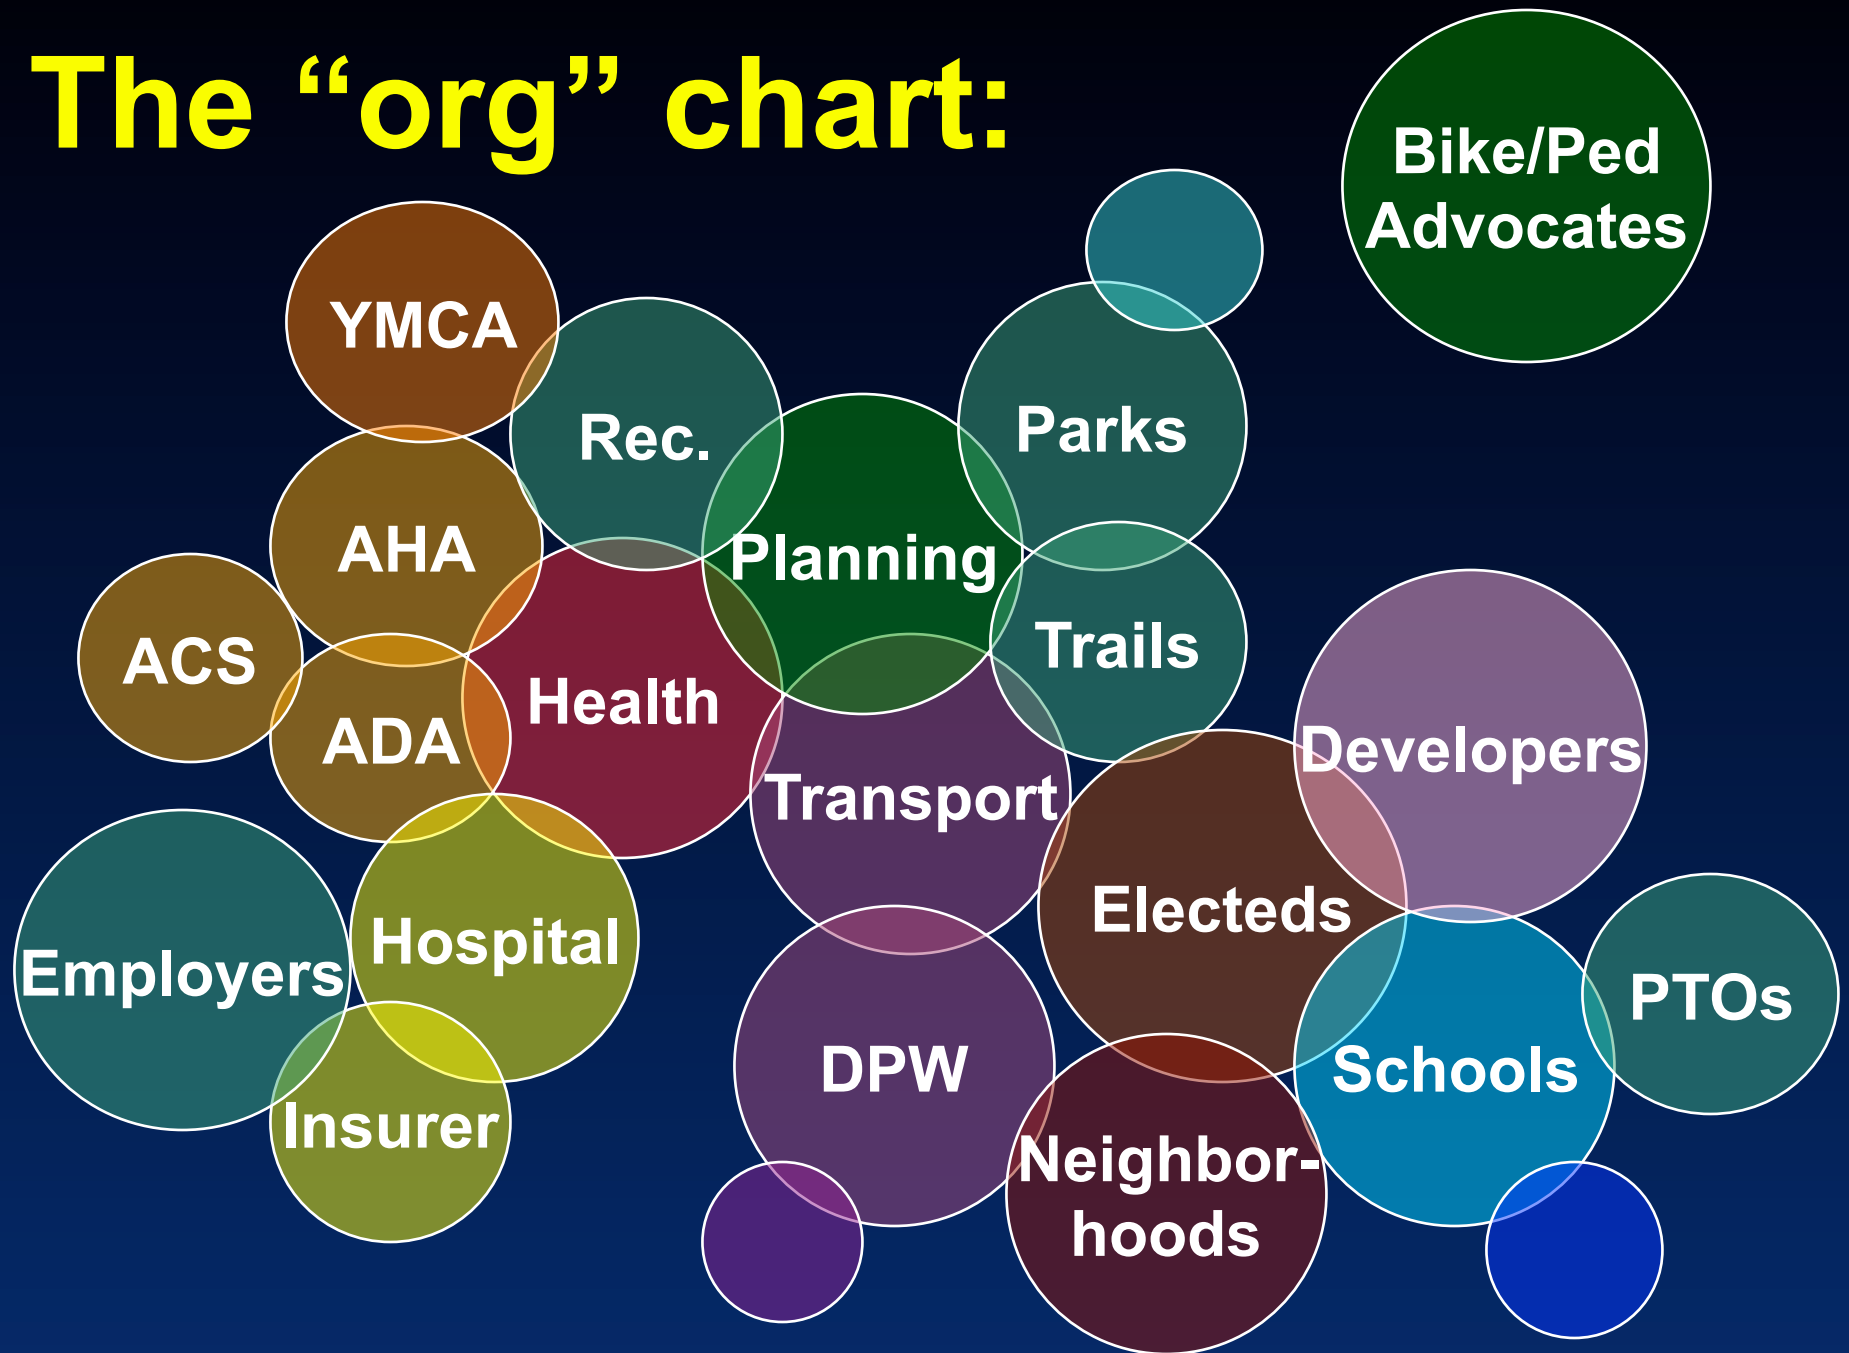 The “org” chart:
Bike/Ped
Advocates
YMCA
Rec.
Parks
AHA
Planning
ACS
Trails
Health
ADA
Developers
Transport
Electeds
Hospital
Employers
PTOs
DPW
Schools
Insurer
Neighbor-
hoods